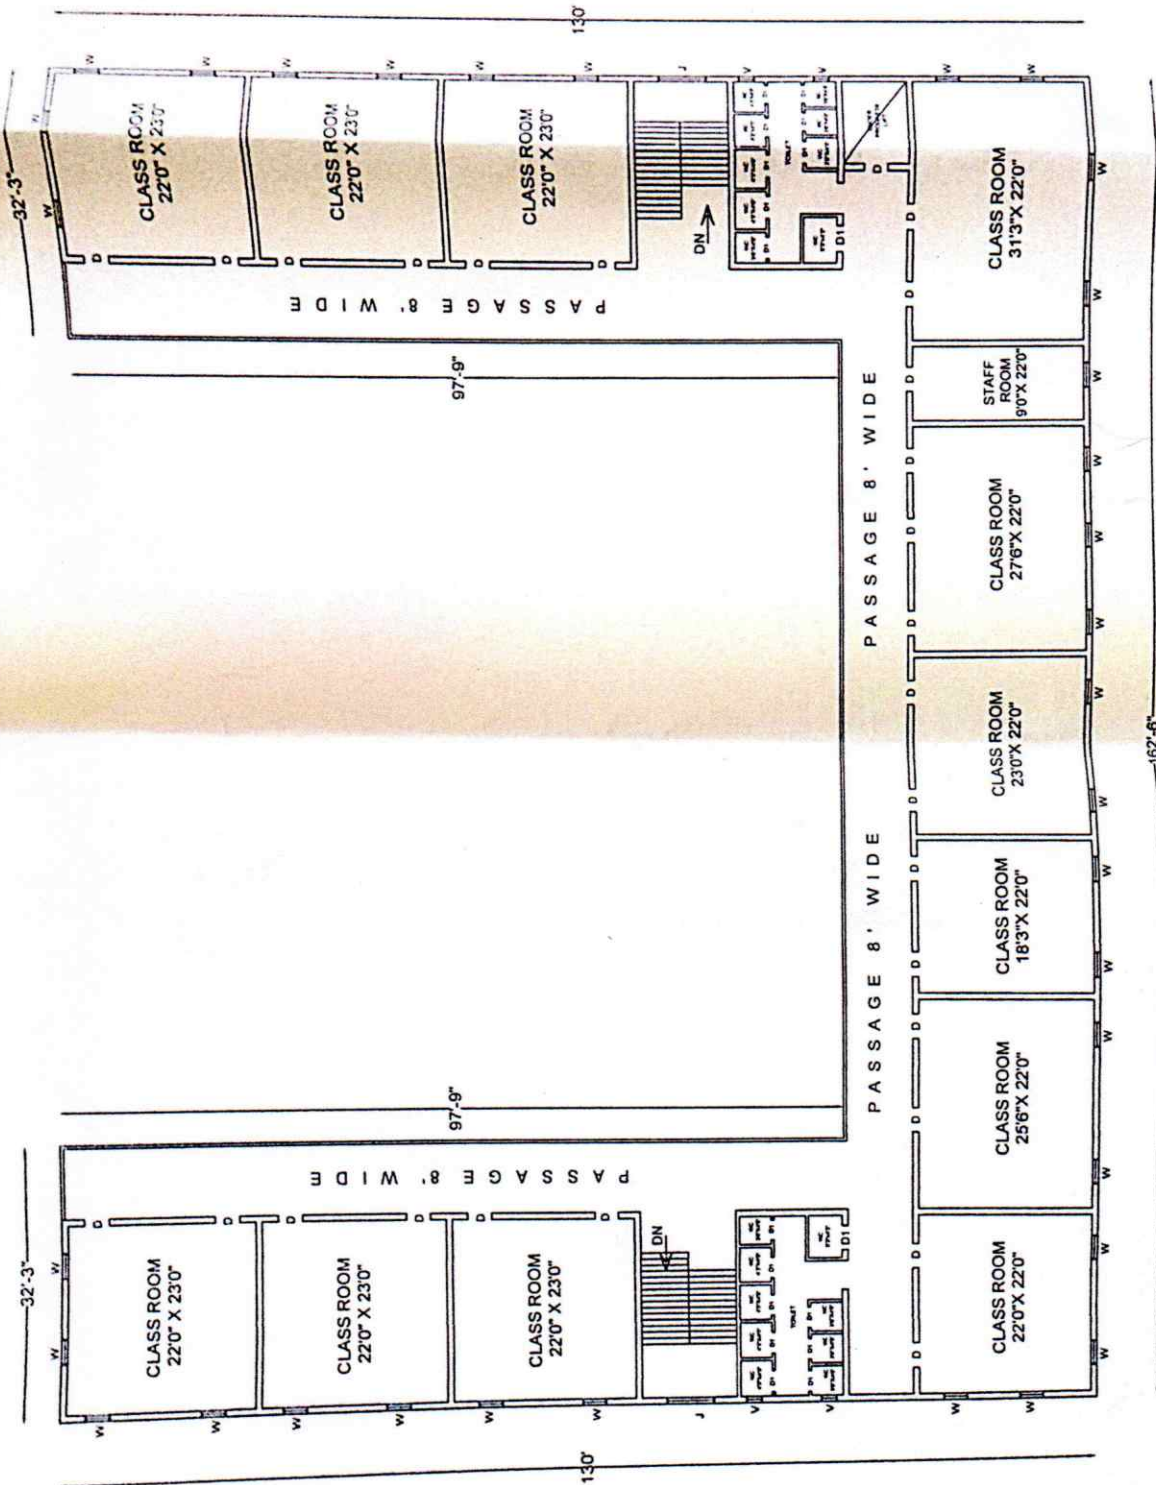 130'
32'-3"
W
W
W
W
W
W
W
W
J
V
V
W
W
CLASS ROOM
22'0" X 23'0"
CLASS ROOM
22'0" X 23'0"
CLASS ROOM
22'0" X 23'0"
D
D
D
D
D
D
DN
TOILET
D1
D
PASSAGE 8' WIDE
97'-9"
CLASS ROOM
31'3"X 22'0"
D
D
W
W
STAFF
ROOM
9'0"X 22'0"
D
W
CLASS ROOM
27'6"X 22'0"
D
D
D
W
W
W
PASSAGE 8' WIDE
CLASS ROOM
23'0"X 22'0"
D
D
W
W
162'-6"
CLASS ROOM
18'3"X 22'0"
D
D
W
W
PASSAGE 8' WIDE
CLASS ROOM
25'6"X 22'0"
D
D
W
W
CLASS ROOM
22'0"X 22'0"
D
D
W
W
97'-9"
PASSAGE 8' WIDE
32'-3"
W
W
D
D
D
D
D
D
CLASS ROOM
22'0" X 23'0"
CLASS ROOM
22'0" X 23'0"
CLASS ROOM
22'0" X 23'0"
DN
TOILET
D1
W
W
W
W
W
W
J
V
V
W
W
130'